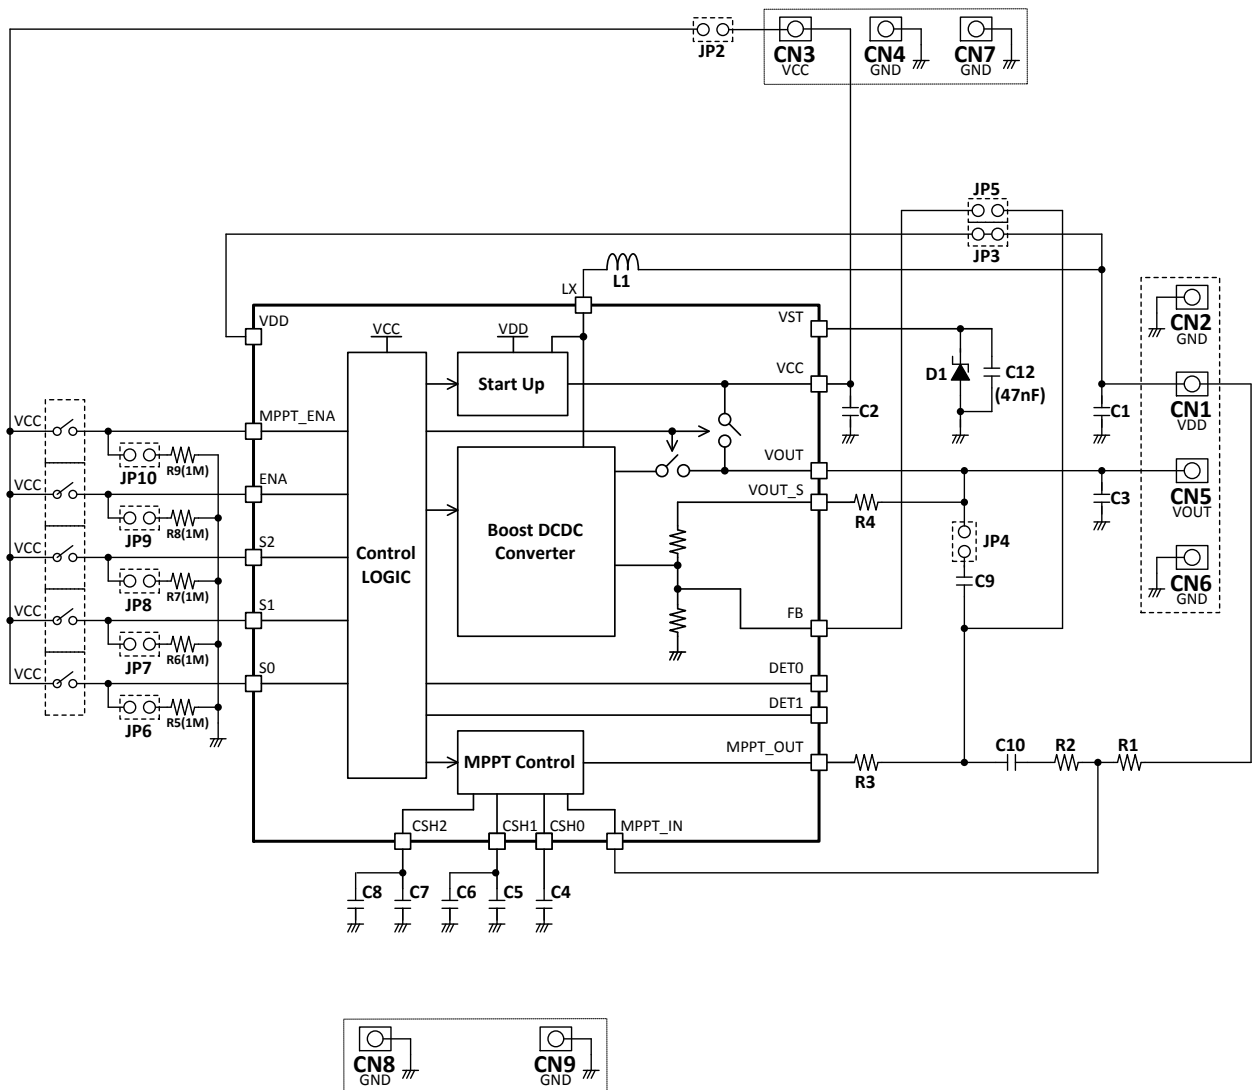 JP2
CN3
VCC
CN4
GND
CN7
GND
JP5
JP3
L1
LX
VDD
VST
CN2
GND
VCC
VDD
Start Up
VCC
D1
C12
(47nF)
C2
C1
CN1
VDD
VCC
MPPT_ENA
JP10
R9(1M)
VOUT
CN5
VOUT
VCC
ENA
VOUT_S
R4
C3
JP9
R8(1M)
Boost DCDC
Converter
JP4
Control
LOGIC
VCC
S2
C9
CN6
GND
JP8
R7(1M)
VCC
S1
FB
JP7
R6(1M)
VCC
S0
DET0
JP6
R5(1M)
DET1
MPPT Control
MPPT_OUT
R3
C10
R2
R1
CSH2
CSH1
CSH0
MPPT_IN
C8
C7
C6
C5
C4
CN8
GND
CN9
GND